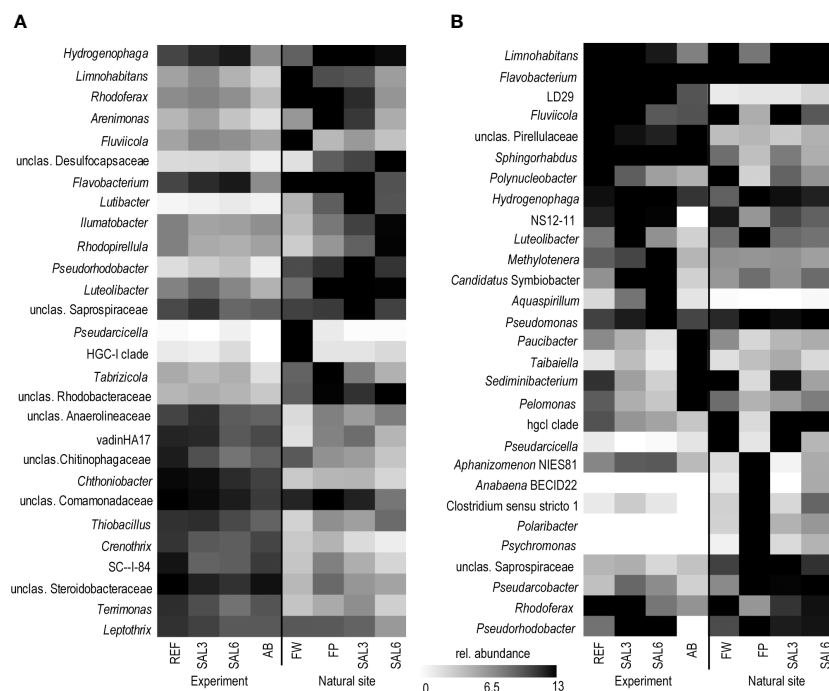 A
Hydrogenophaga
Limnohabitans
Rhodoferax
Arenimonas
Fluviicola
unclas. Desulfocapsaceae
Flavobacterium
Lutibacter
Ilumatobacter
Rhodopirellula
Pseudorhodobacter
Luteolibacter
unclas. Saprospiraceae
Pseudarcicella
HGC-I clade
Tabrizicola
unclas. Rhodobacteraceae
unclas. Anaerolineaceae
vadinHA17
unclas.Chitinophagaceae
Chthoniobacter
unclas. Comamonadaceae
Thiobacillus
Crenothrix
SC--I-84
unclas. Steroidobacteraceae
Terrimonas
Leptothrix
REF SAL3 SAL6 AB FW FP SAL3 SAL6
Experiment Natural site
B
Limnohabitans
Flavobacterium
LD29
Fluviicola
unclas. Pirellulaceae
Sphingorhabdus
Polynucleobacter
Hydrogenophaga
NS12-11
Luteolibacter
Methylotenera
Candidatus Symbiobacter
Aquaspirillum
Pseudomonas
Paucibacter
Taibaiella
Sediminibacterium
Pelomonas
hgcI clade
Pseudarcicella
Aphanizomenon NIES81
Anabaena BECID22
Clostridium sensu stricto 1
Polaribacter
Psychromonas
unclas. Saprospiraceae
Pseudarcobacter
Rhodoferax
Pseudorhodobacter
REF SAL3 SAL6 AB FW FP SAL3 SAL6
Experiment Natural site
rel. abundance
0 6.5 13